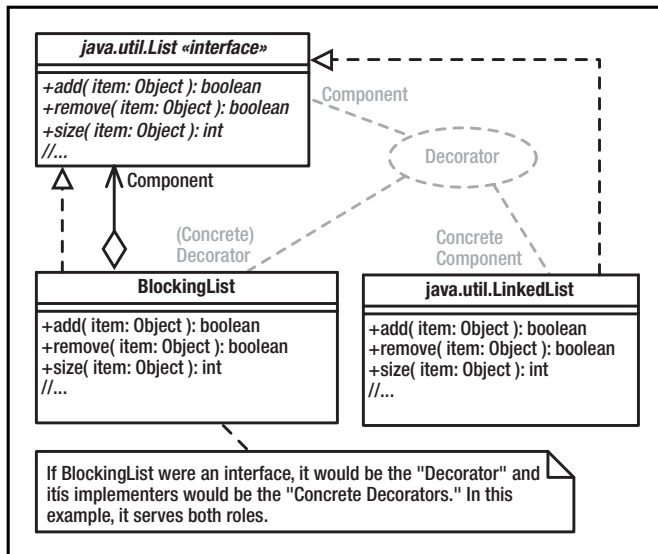 java.util.List «interface»
+add( item: Object ): boolean
+remove( item: Object ): boolean
+size( item: Object ): int
//...
Component
Decorator
Component
(Concrete)
Decorator
Concrete
Component
BlockingList
+add( item: Object ): boolean
+remove( item: Object ): boolean
+size( item: Object ): int
//...
java.util.LinkedList
+add( item: Object ): boolean
+remove( item: Object ): boolean
+size( item: Object ): int
//...
If BlockingList were an interface, it would be the "Decorator" and
itís implementers would be the "Concrete Decorators." In this
example, it serves both roles.